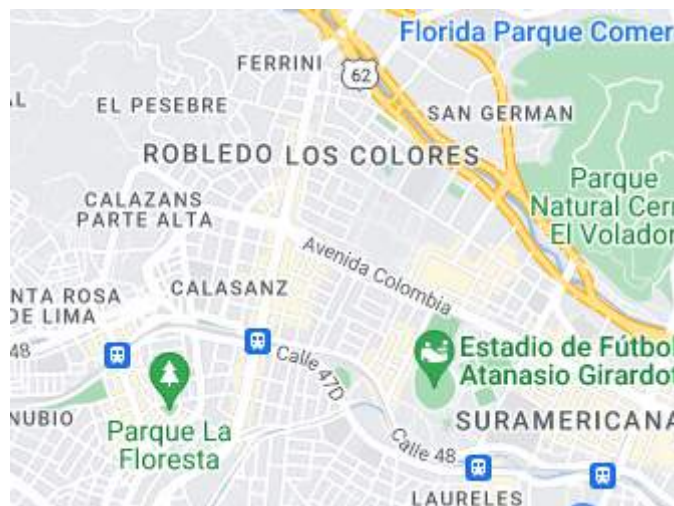 Florida Parque Comer
FERRINI
62
AL
EL PESEBRE
SAN GERMAN
ROBLEDO LOS COLORES
Parque
Natural Cerr
El Volador
CALAZANS
PARTE ALTA
Avenida Colombia
NTA ROSA
DE LIMA
CALASANZ
48
Calle 47D
Estadio de Fútbol
Atanasio Girardot
NUBIO
Parque La
Floresta
SURAMERICANA
Calle 48
LAURELES